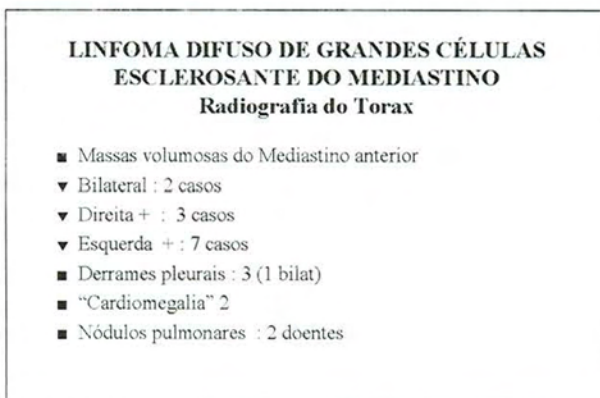 LINFOMA DIFUSO DE GRANDES CÉLULAS
ESCLEROSANTE DO MEDIASTINO
Radiografia do Torax
■ Massas volumosas do Mediastino anterior
▼ Bilateral : 2 casos
▼ Direita + : 3 casos
▼ Esquerda + : 7 casos
■ Derrames pleurais : 3 (1 bilat)
■ “Cardiomegalia” 2
■ Nódulos pulmonares : 2 doentes